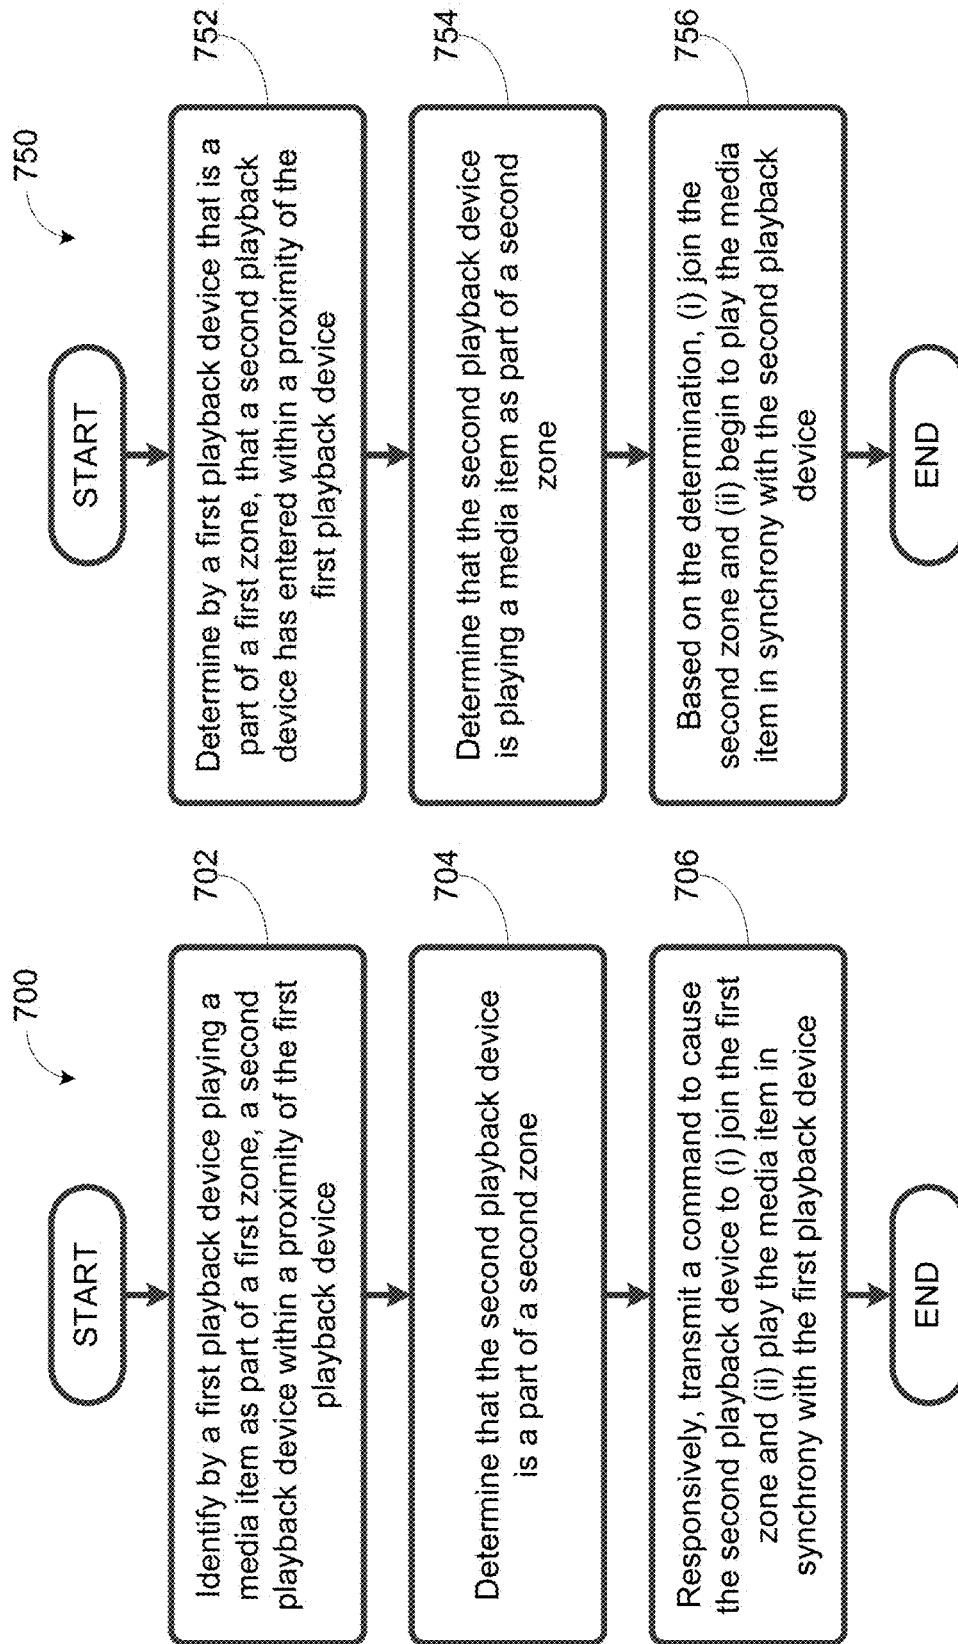 700
START
Identify by a first playback device playing a
media item as part of a first zone, a second
playback device within a proximity of the first
playback device
702
Determine that the second playback device
is a part of a second zone
704
Responsively, transmit a command to cause
the second playback device to (i) join the first
zone and (ii) play the media item in
synchrony with the first playback device
706
END
750
START
Determine by a first playback device that is a
part of a first zone, that a second playback
device has entered within a proximity of the
first playback device
752
Determine that the second playback device
is playing a media item as part of a second
zone
754
Based on the determination, (i) join the
second zone and (ii) begin to play the media
item in synchrony with the second playback
device
756
END